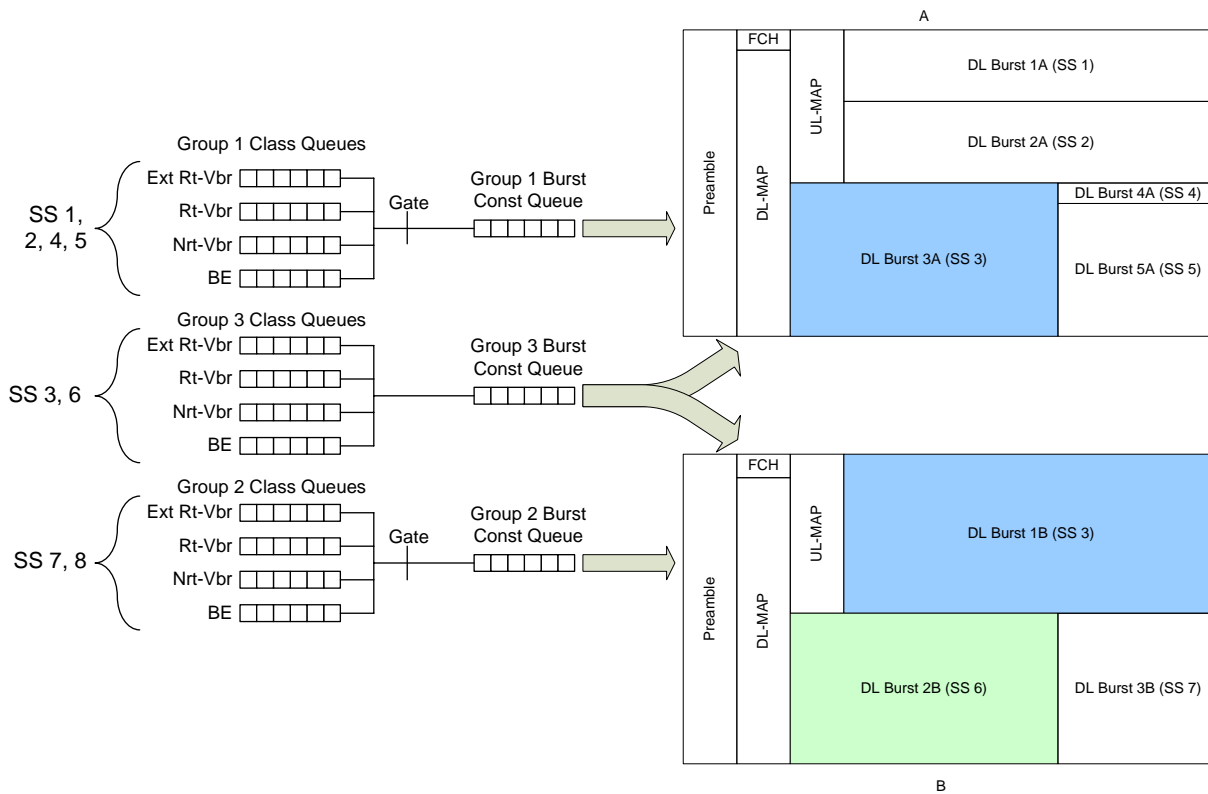 Group 1 Class Queues
Ext Rt-Vbr
Rt-Vbr
Nrt-Vbr
BE
SS 1,
2, 4, 5
Gate
Group 1 Burst
Const Queue
Group 3 Class Queues
Ext Rt-Vbr
Rt-Vbr
Nrt-Vbr
BE
SS 3, 6
Group 3 Burst
Const Queue
Group 2 Class Queues
Ext Rt-Vbr
Rt-Vbr
Nrt-Vbr
BE
SS 7, 8
Gate
Group 2 Burst
Const Queue
A
Preamble
FCH
DL-MAP
UL-MAP
DL Burst 1A (SS 1)
DL Burst 2A (SS 2)
DL Burst 3A (SS 3)
DL Burst 4A (SS 4)
DL Burst 5A (SS 5)
Preamble
FCH
DL-MAP
UL-MAP
DL Burst 1B (SS 3)
DL Burst 2B (SS 6)
DL Burst 3B (SS 7)
B